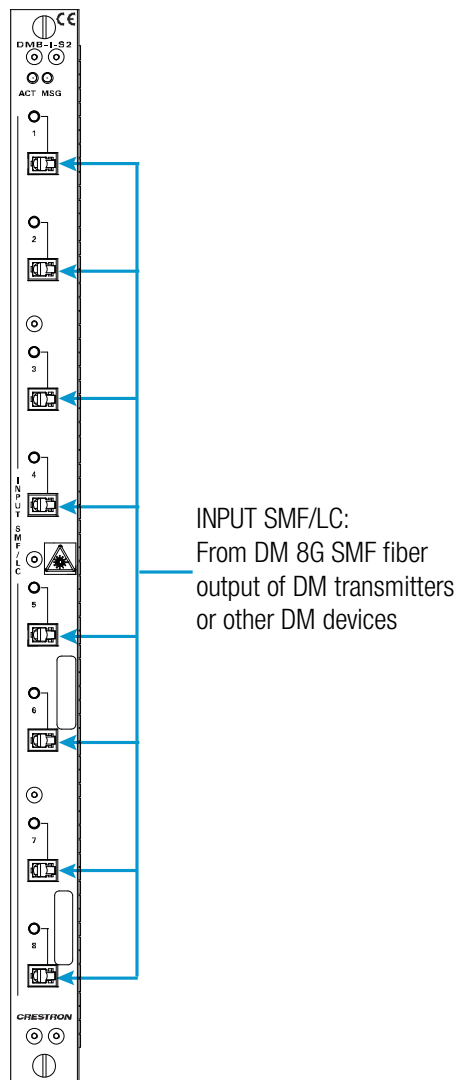 CE
DMB-I-S2
ACT MSG
1
2
3
4
INPUT SMF/LC
5
6
7
8
CRESTRON
INPUT SMF/LC:
From DM 8G SMF fiber
output of DM transmitters
or other DM devices